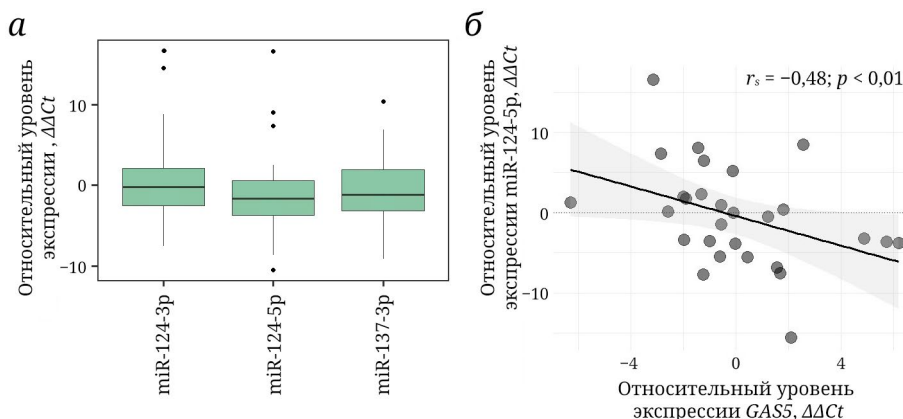 а
Относительный уровень
экспрессии , ΔΔCt
10
0
−10
miR-124-3p
miR-124-5p
miR-137-3p
б
Относительный уровень
экспрессии miR-124-5p, ΔΔCt
rs = −0,48; p < 0,01
10
0
−10
−4
0
4
Относительный уровень
экспрессии GAS5, ΔΔCt